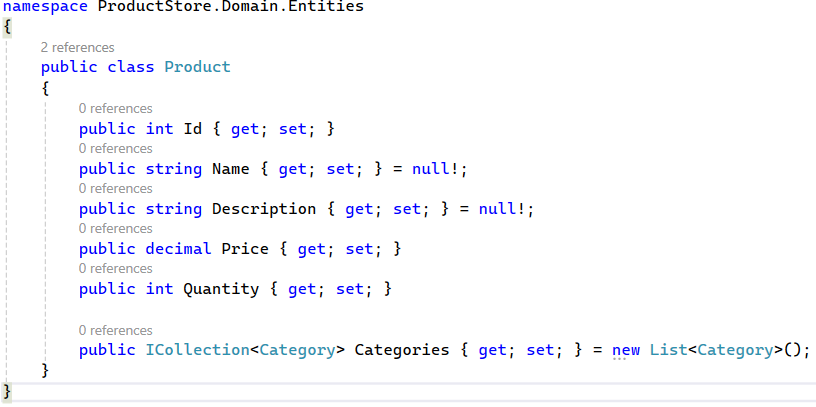 namespace ProductStore.Domain.Entities
{
2 references
public class Product
{
0 references
public int Id { get; set; }
0 references
public string Name { get; set; } = null!;
0 references
public string Description { get; set; } = null!;
0 references
public decimal Price { get; set; }
0 references
public int Quantity { get; set; }
0 references
public ICollection<Category> Categories { get; set; } = new List<Category>();
}
}